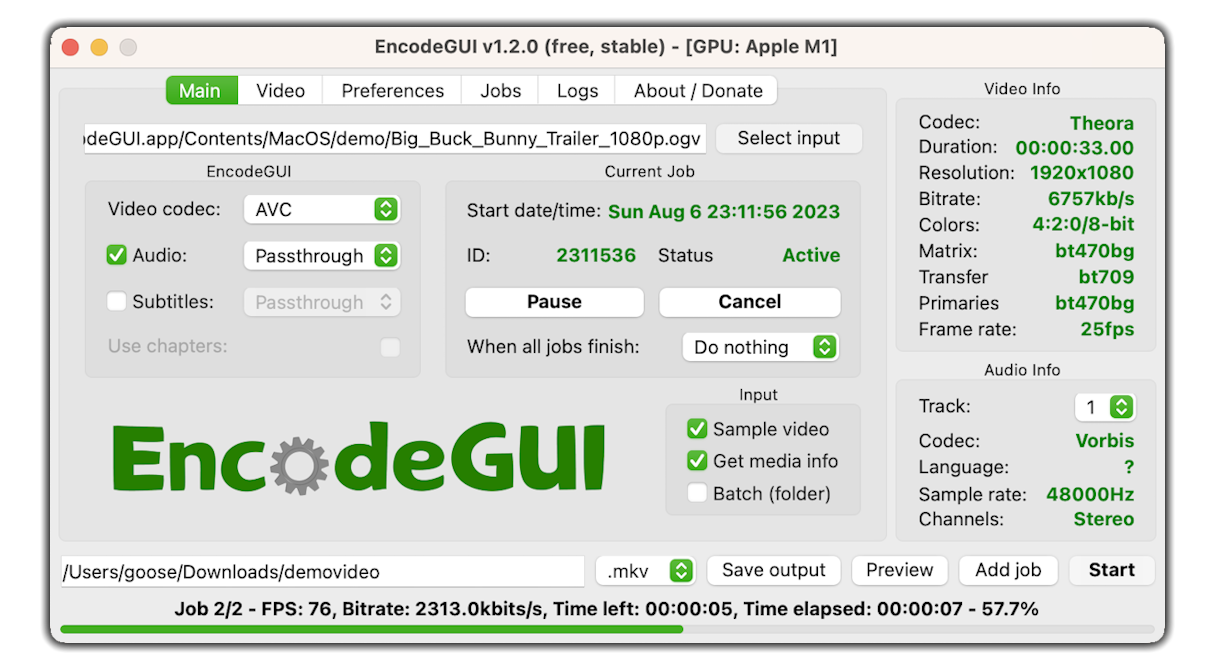 EncodeGUI v1.2.0 (free, stable) - [GPU: Apple M1]
Main Video Preferences Jobs Logs About / Donate
deGUI.app/Contents/MacOS/demo/Big_Buck_Bunny_Trailer_1080p.ogv Select input
EncodeGUI
Video codec: AVC
Audio: Passthrough
Subtitles: Passthrough
Use chapters:
Current Job
Start date/time: Sun Aug 6 23:11:56 2023
ID: 2311536 Status Active
Pause Cancel
When all jobs finish: Do nothing
EncodeGUI
Input
Sample video
Get media info
Batch (folder)
Video Info
Codec: Theora
Duration: 00:00:33.00
Resolution: 1920x1080
Bitrate: 6757kb/s
Colors: 4:2:0/8-bit
Matrix: bt470bg
Transfer bt709
Primaries bt470bg
Frame rate: 25fps
Audio Info
Track: 1
Codec: Vorbis
Language: ?
Sample rate: 48000Hz
Channels: Stereo
/Users/goose/Downloads/demovideo .mkv Save output Preview Add job Start
Job 2/2 - FPS: 76, Bitrate: 2313.0kbits/s, Time left: 00:00:05, Time elapsed: 00:00:07 - 57.7%